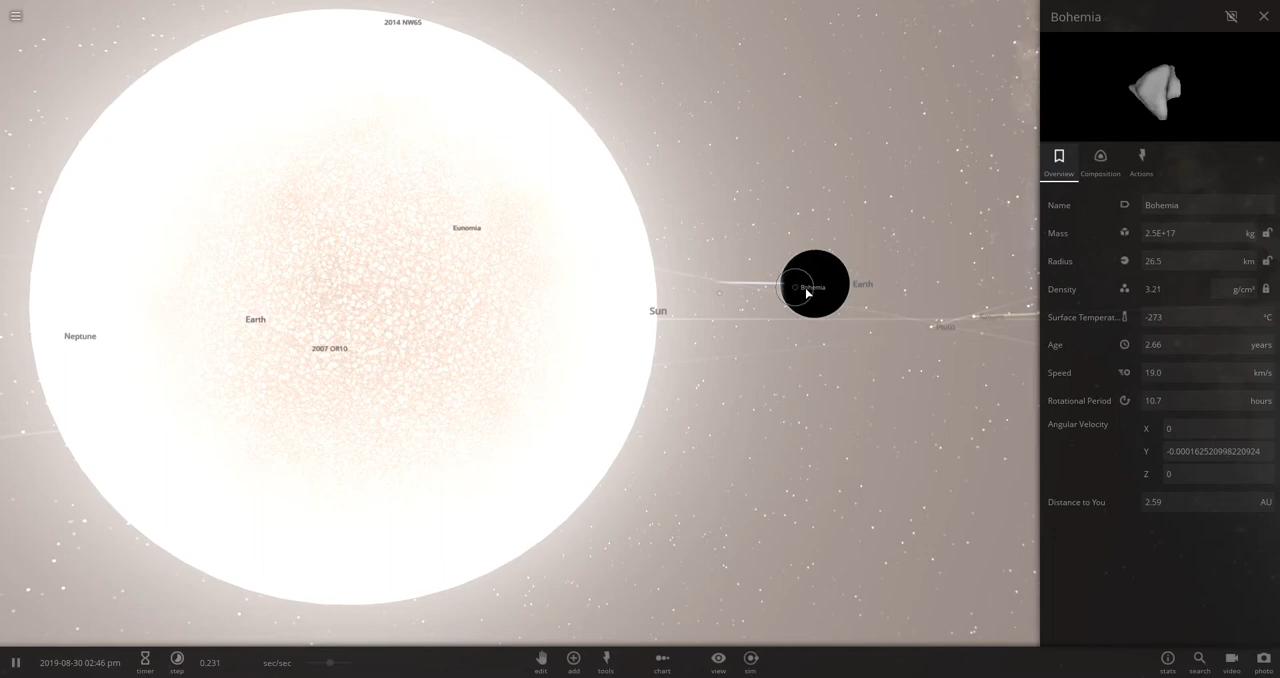 2014 NW65
Eunomia
Earth
2007 OR10
Neptune
Sun
Bohemia
Earth
Pluto
Bohemia
Overview
Composition
Actions
Name
Bohemia
Mass
2.5E+17
kg
Radius
26.5
km
Density
3.21
g/cm³
Surface Temperat...
-273
°C
Age
2.66
years
Speed
19.0
km/s
Rotational Period
10.7
hours
Angular Velocity
X
0
Y
-0.000162520998220924
Z
0
Distance to You
2.59
AU
2019-08-30 02:46 pm
timer
step
0.231
sec/sec
edit
add
tools
chart
view
sim
stats
search
video
photo